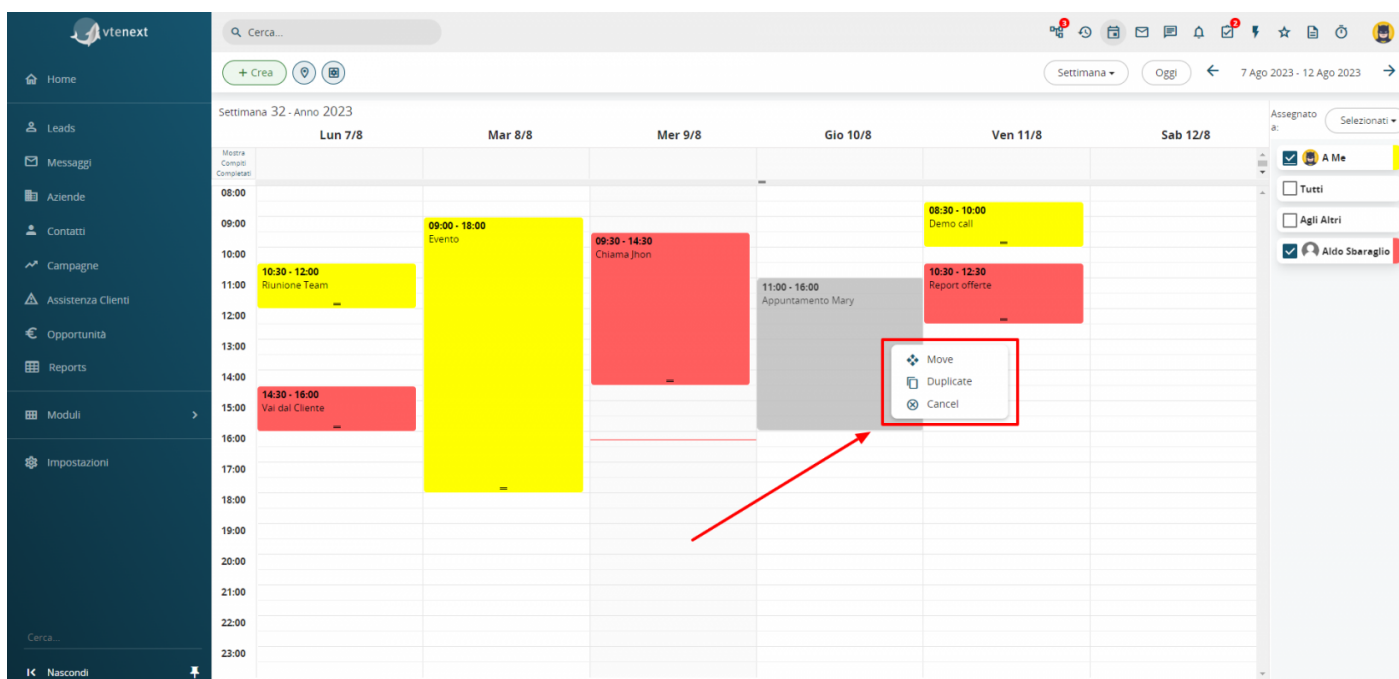 vtenext
Cerca...
3
2
Home
Leads
Messaggi
Aziende
Contatti
Campagne
Assistenza Clienti
Opportunità
Reports
Moduli
Impostazioni
Cerca...
Nascondi
+ Crea
Settimana
Oggi
7 Ago 2023 - 12 Ago 2023
Settimana 32 - Anno 2023
Lun 7/8
Mar 8/8
Mer 9/8
Gio 10/8
Ven 11/8
Sab 12/8
Mostra
Compiti
Completati
08:00
09:00
10:00
11:00
12:00
13:00
14:00
15:00
16:00
17:00
18:00
19:00
20:00
21:00
22:00
23:00
10:30 - 12:00
Riunione Team
14:30 - 16:00
Vai dal Cliente
09:00 - 18:00
Evento
09:30 - 14:30
Chiama Jhon
11:00 - 16:00
Appuntamento Mary
08:30 - 10:00
Demo call
10:30 - 12:30
Report offerte
Move
Duplicate
Cancel
Assegnato
a:
Selezionati
A Me
Tutti
Agli Altri
Aldo Sbaraglio